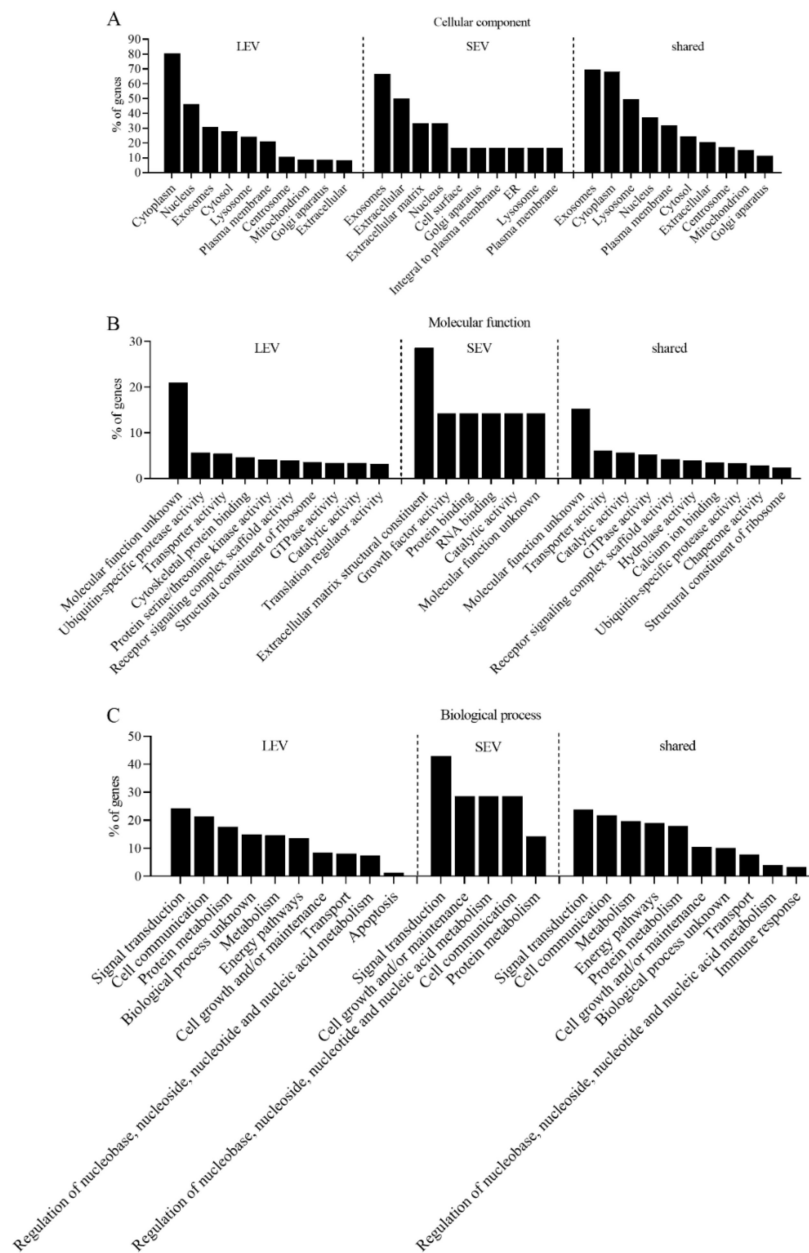 A
Cellular component
LEV
SEV
shared
% of genes
90
80
70
60
50
40
30
20
10
0
Cytoplasm
Nucleus
Exosomes
Cytosol
Lysosome
Plasma membrane
Centrosome
Mitochondrion
Golgi aparatus
Extracellular
Exosomes
Extracellular
Extracellular matrix
Nucleus
Cell surface
Golgi aparatus
Integral to plasma membrane
ER
Lysosome
Plasma membrane
Exosomes
Cytoplasm
Lysosome
Nucleus
Plasma membrane
Cytosol
Extracellular
Centrosome
Mitochondrion
Golgi aparatus
B
Molecular function
LEV
SEV
shared
% of genes
30
20
10
0
Molecular function unknown
Ubiquitin-specific protease activity
Transporter activity
Cytoskeletal protein binding
Protein serine/threonine kinase activity
Receptor signaling complex scaffold activity
Structural constituent of ribosome
GTPase activity
Catalytic activity
Translation regulator activity
Extracellular matrix structural constituent
Growth factor activity
Protein binding
RNA binding
Catalytic activity
Molecular function unknown
Molecular function unknown
Transporter activity
Catalytic activity
GTPase activity
Receptor signaling complex scaffold activity
Hydrolase activity
Calcium ion binding
Ubiquitin-specific protease activity
Chaperone activity
Structural constituent of ribosome
C
Biological process
LEV
SEV
shared
% of genes
50
40
30
20
10
0
Signal transduction
Cell communication
Protein metabolism
Biological process unknown
Metabolism
Energy pathways
Cell growth and/or maintenance
Transport
Regulation of nucleobase, nucleoside, nucleotide and nucleic acid metabolism
Apoptosis
Signal transduction
Cell growth and/or maintenance
Regulation of nucleobase, nucleoside, nucleotide and nucleic acid metabolism
Cell communication
Protein metabolism
Signal transduction
Cell communication
Metabolism
Energy pathways
Protein metabolism
Cell growth and/or maintenance
Biological process unknown
Transport
Regulation of nucleobase, nucleoside, nucleotide and nucleic acid metabolism
Immune response